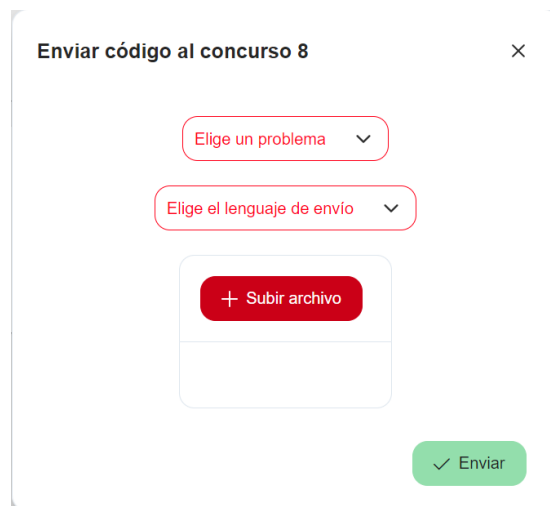 Enviar código al concurso 8
Elige un problema
Elige el lenguaje de envío
Subir archivo
Enviar